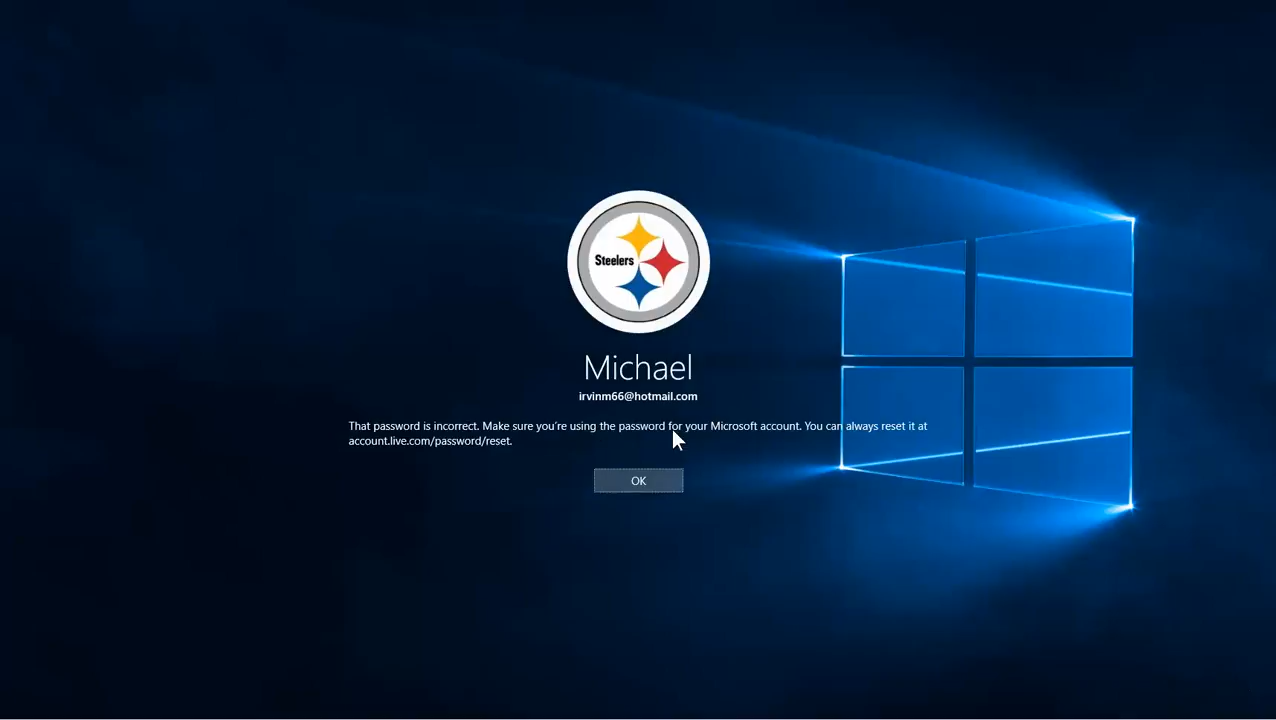 Steelers
Michael
irvinm66@hotmail.com
That password is incorrect. Make sure you're using the password for your Microsoft account. You can always reset it at
account.live.com/password/reset.
OK